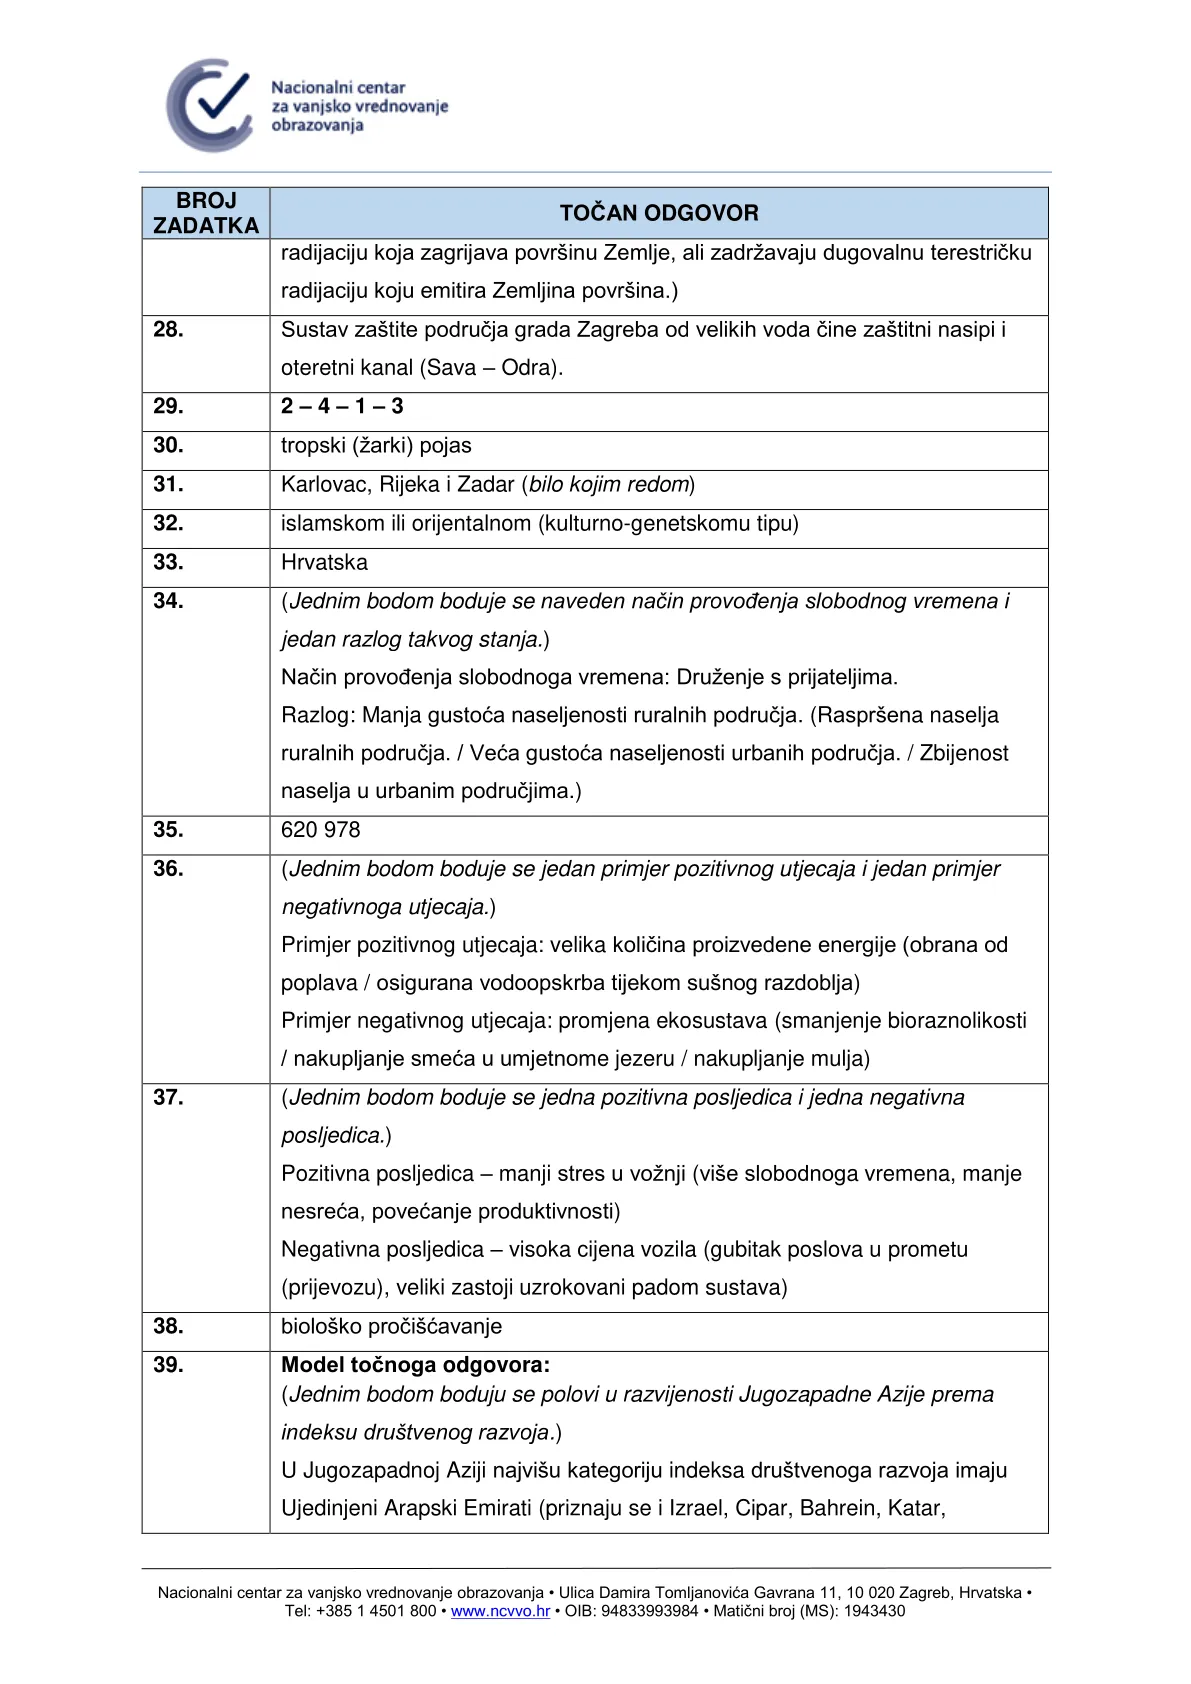 Nacionalni centar
za vanjsko vrednovanje
obrazovanja
BROJ
ZADATKA
TOČAN ODGOVOR
radijaciju koja zagrijava površinu Zemlje, ali zadržavaju dugovalnu terestričku
radijaciju koju emitira Zemljina površina.)
28.
Sustav zaštite područja grada Zagreba od velikih voda čine zaštitni nasipi i
oteretni kanal (Sava – Odra).
29.
2 – 4 – 1 – 3
30.
tropski (žarki) pojas
31.
Karlovac, Rijeka i Zadar (bilo kojim redom)
32.
islamskom ili orijentalnom (kulturno-genetskomu tipu)
33.
Hrvatska
34.
(Jednim bodom boduje se naveden način provođenja slobodnog vremena i
jedan razlog takvog stanja.)
Način provođenja slobodnoga vremena: Druženje s prijateljima.
Razlog: Manja gustoća naseljenosti ruralnih područja. (Raspršena naselja
ruralnih područja. / Veća gustoća naseljenosti urbanih područja. / Zbijenost
naselja u urbanim područjima.)
35.
620 978
36.
(Jednim bodom boduje se jedan primjer pozitivnog utjecaja i jedan primjer
negativnoga utjecaja.)
Primjer pozitivnog utjecaja: velika količina proizvedene energije (obrana od
poplava / osigurana vodoopskrba tijekom sušnog razdoblja)
Primjer negativnog utjecaja: promjena ekosustava (smanjenje bioraznolikosti
/ nakupljanje smeća u umjetnome jezeru / nakupljanje mulja)
37.
(Jednim bodom boduje se jedna pozitivna posljedica i jedna negativna
posljedica.)
Pozitivna posljedica – manji stres u vožnji (više slobodnoga vremena, manje
nesreća, povećanje produktivnosti)
Negativna posljedica – visoka cijena vozila (gubitak poslova u prometu
(prijevozu), veliki zastoji uzrokovani padom sustava)
38.
biološko pročišćavanje
39.
Model točnoga odgovora:
(Jednim bodom boduju se polovi u razvijenosti Jugozapadne Azije prema
indeksu društvenog razvoja.)
U Jugozapadnoj Aziji najvišu kategoriju indeksa društvenoga razvoja imaju
Ujedinjeni Arapski Emirati (priznaju se i Izrael, Cipar, Bahrein, Katar,
Nacionalni centar za vanjsko vrednovanje obrazovanja • Ulica Damira Tomljanovića Gavrana 11, 10 020 Zagreb, Hrvatska •
Tel: +385 1 4501 800 • www.ncvvo.hr • OIB: 94833993984 • Matični broj (MS): 1943430